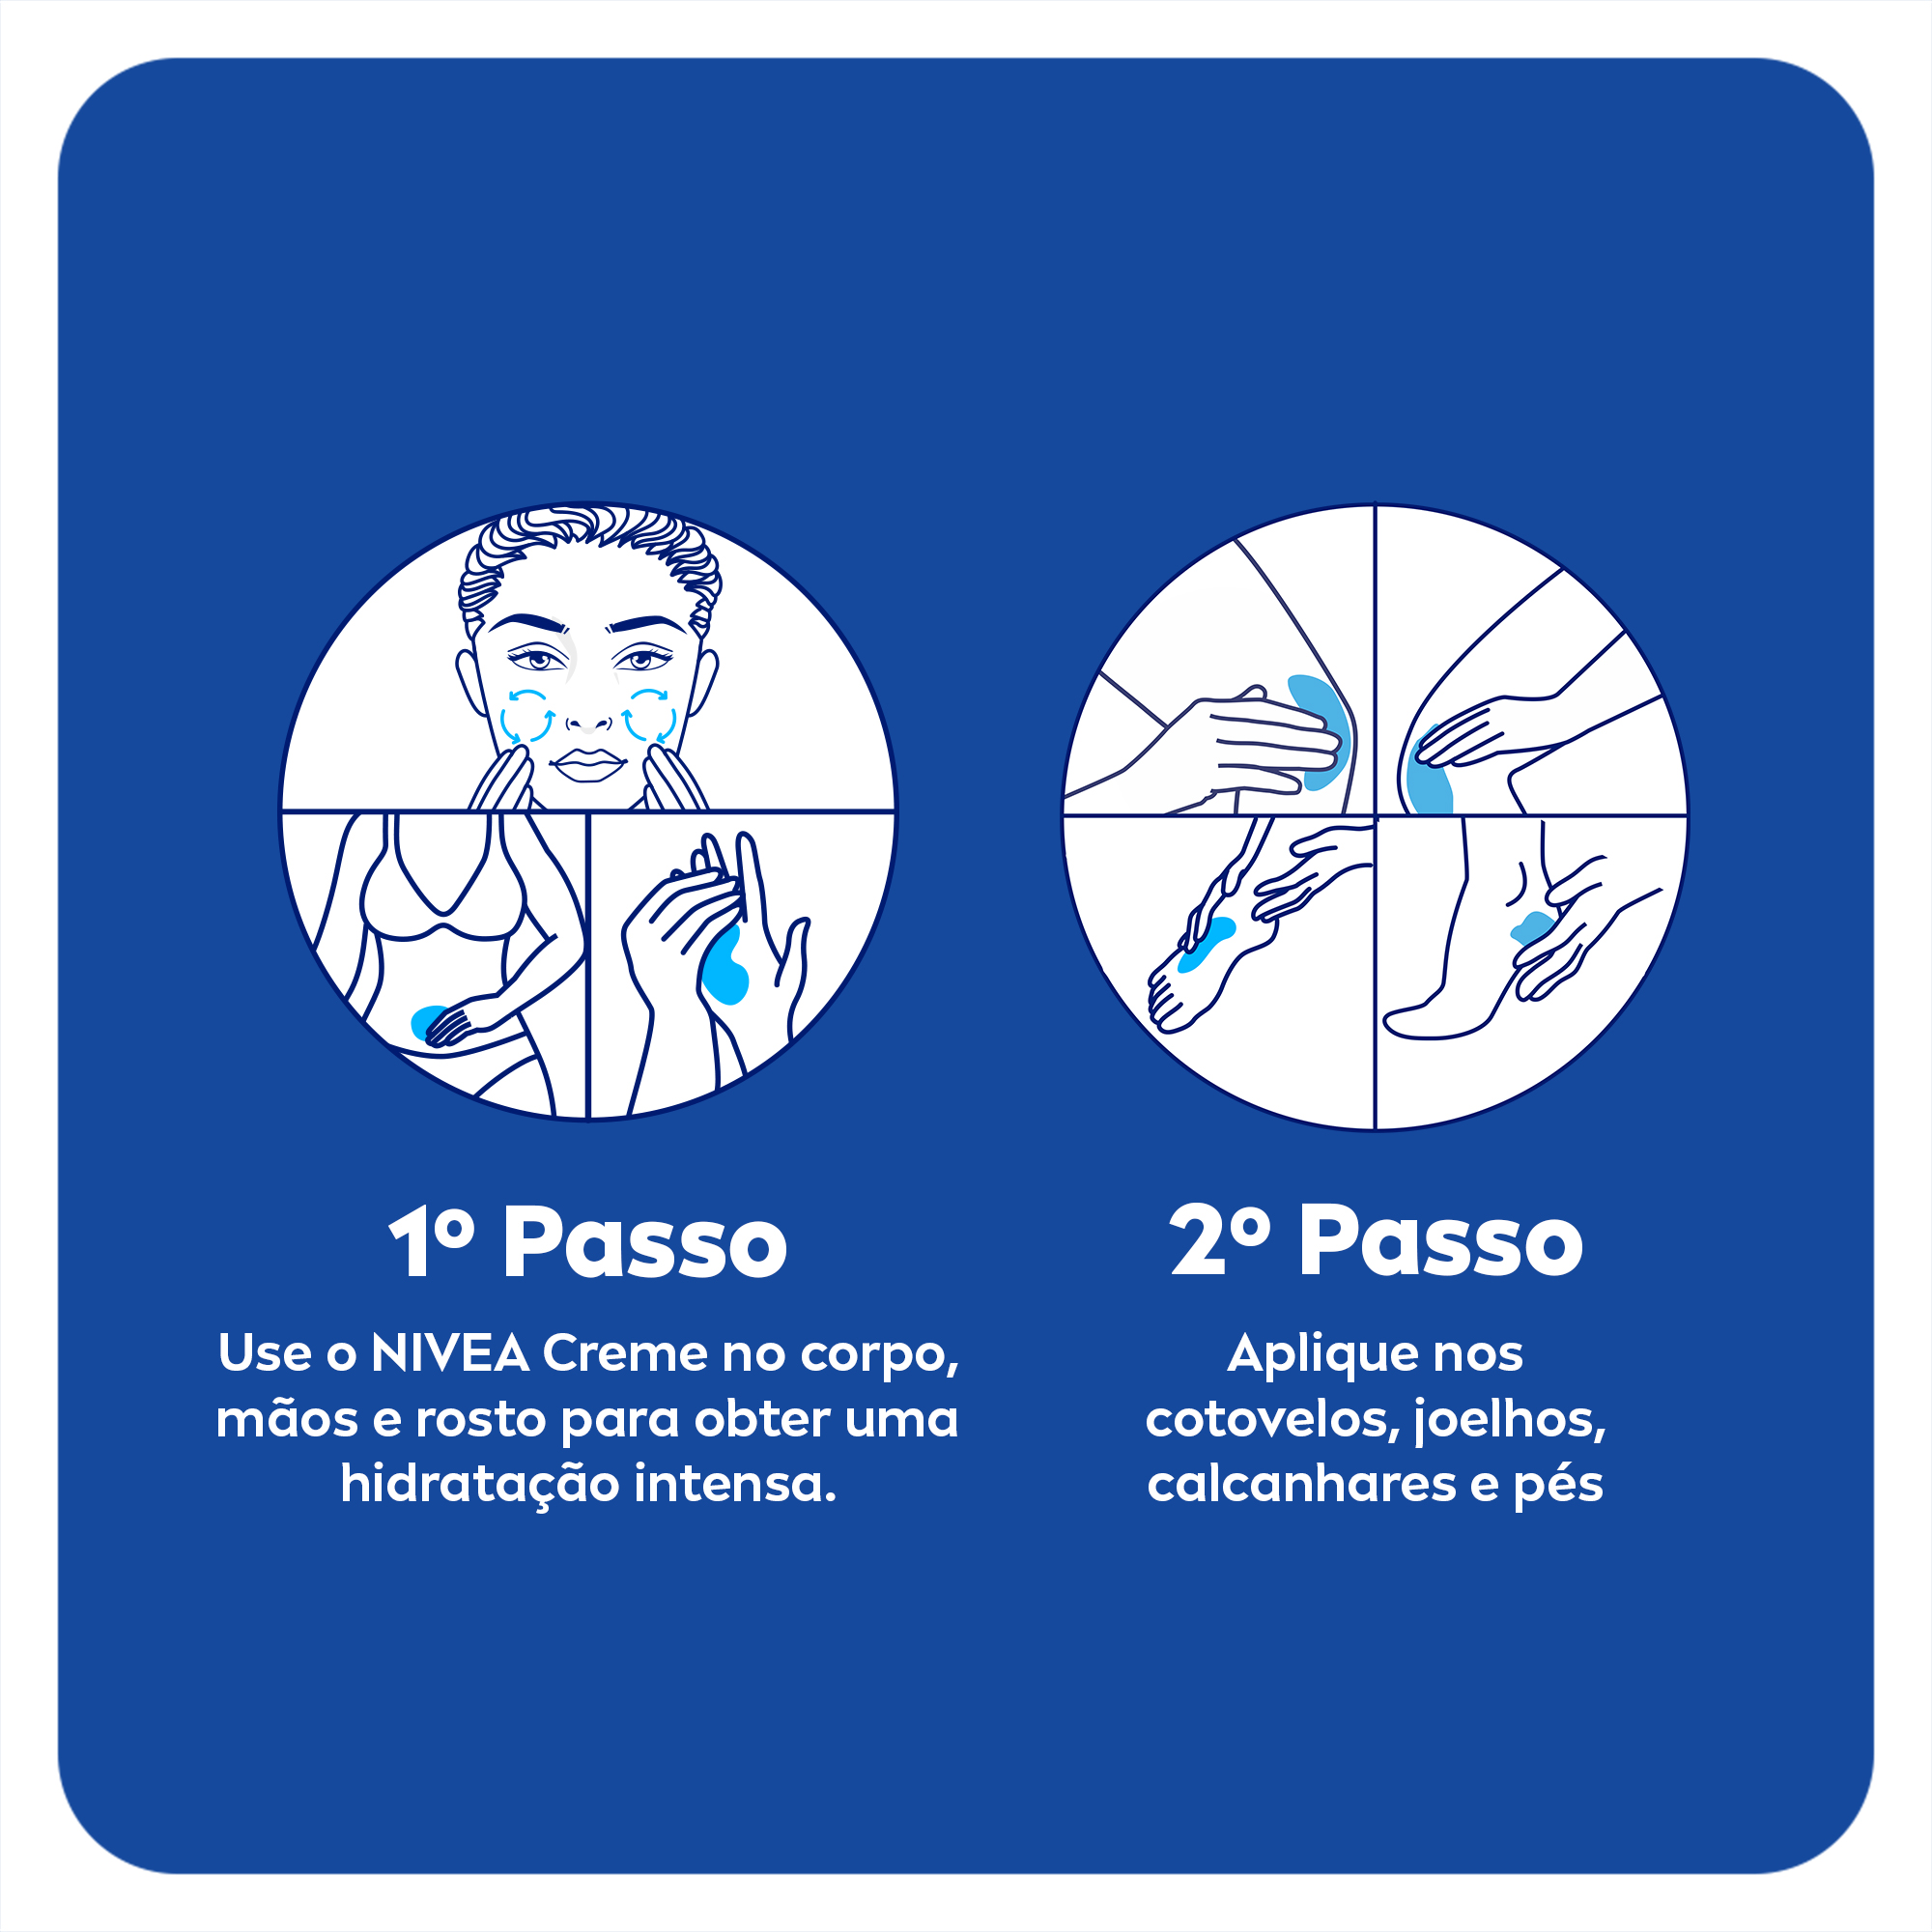 1º Passo
Use o NIVEA Creme no corpo,
mãos e rosto para obter uma
hidratação intensa.
2º Passo
Aplique nos
cotovelos, joelhos,
calcanhares e pés